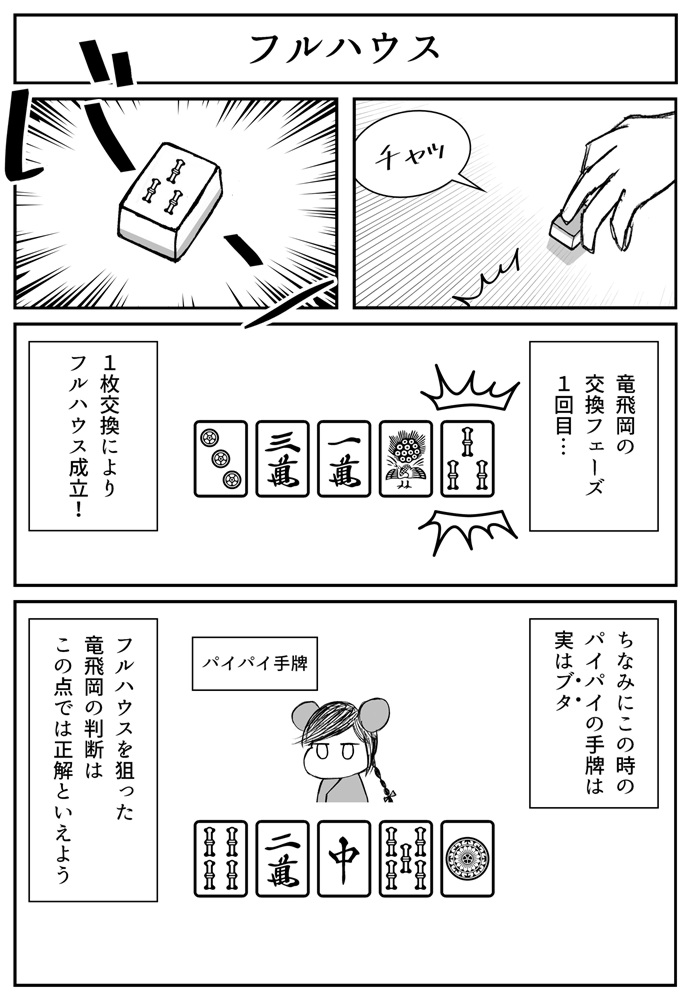 フルハウス
チャッ
竜飛岡の
交換フェーズ
１回目…
三萬
一萬
１枚交換により
フルハウス成立！
ちなみにこの時の
パイパイの手牌は
実はブタ
パイパイ手牌
二萬
中
フルハウスを狙った
竜飛岡の判断は
この点では正解といえよう